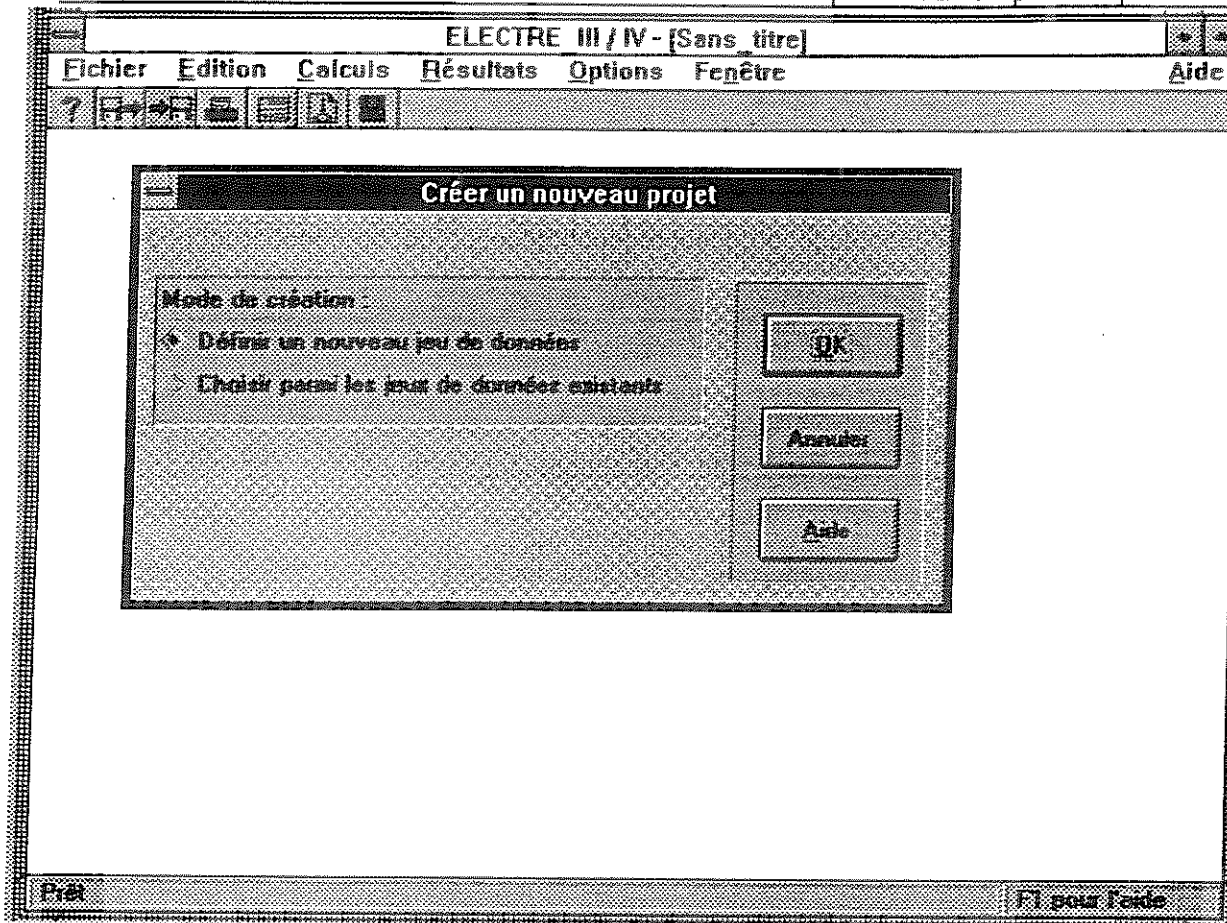 ELECTRE III / IV - [Sans_titre]
Fichier Edition Calculs Résultats Options Fenêtre Aide
?
Créer un nouveau projet
Mode de création :
Définir un nouveau jeu de données
Choisir parmi les jeux de données existants
OK
Annuler
Aide
Prêt
F1 pour l'aide